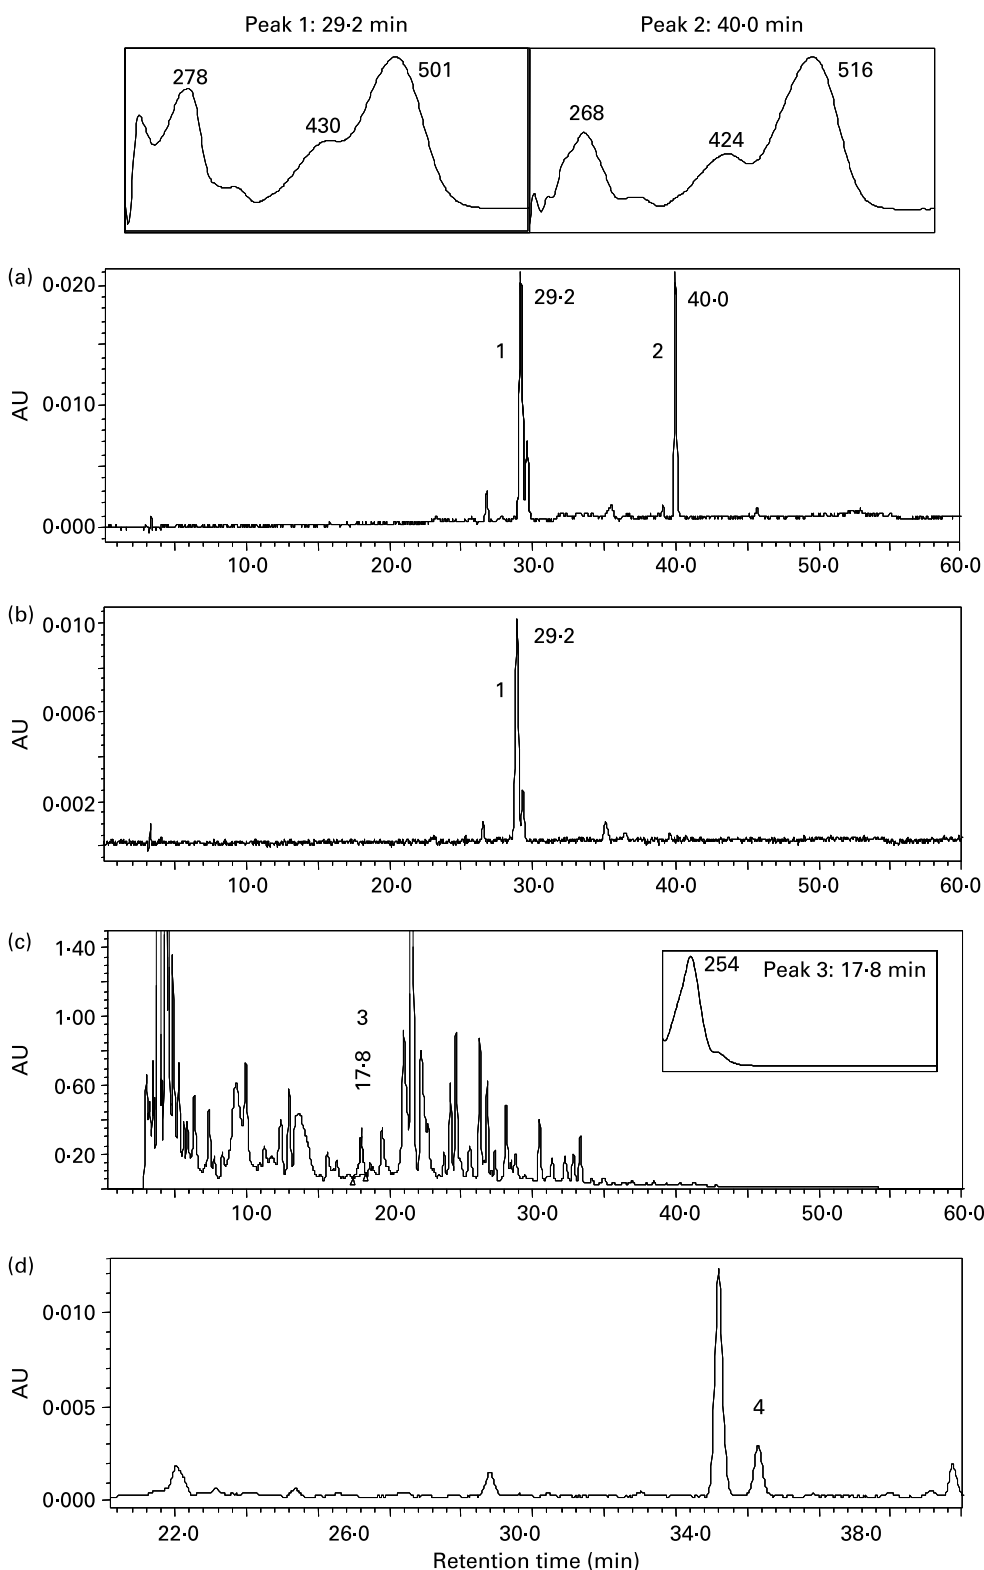 Peak 1: 29·2 min Peak 2: 40·0 min
278 430 501 268 424 516
(a)
0·020
29·2 40·0
1 2
AU
0·010
0·000
10·0 20·0 30·0 40·0 50·0 60·0
(b)
0·010
29·2
1
AU
0·006
0·002
10·0 20·0 30·0 40·0 50·0 60·0
(c)
1·40
254 Peak 3: 17·8 min
1·00
3
AU
17·8
0·60
0·20
10·0 20·0 30·0 40·0 50·0 60·0
(d)
0·010
AU
0·005
4
0·000
22·0 26·0 30·0 34·0 38·0
Retention time (min)